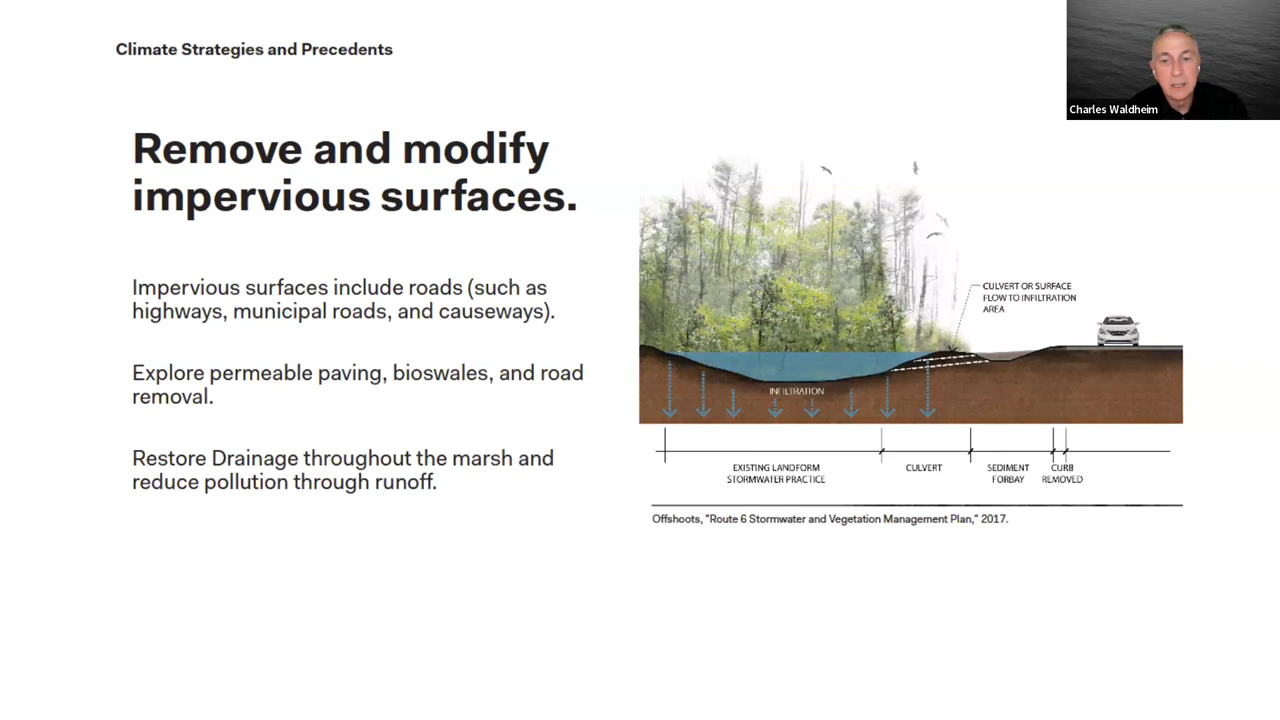 Climate Strategies and Precedents
Charles Waldheim
Remove and modify
impervious surfaces.
Impervious surfaces include roads (such as
highways, municipal roads, and causeways).
Explore permeable paving, bioswales, and road
removal.
Restore Drainage throughout the marsh and
reduce pollution through runoff.
CULVERT OR SURFACE
FLOW TO INFILTRATION
AREA
INFILTRATION
EXISTING LANDFORM
STORMWATER PRACTICE
CULVERT
SEDIMENT
FORBAY
CURB
REMOVED
Offshoots, "Route 6 Stormwater and Vegetation Management Plan," 2017.